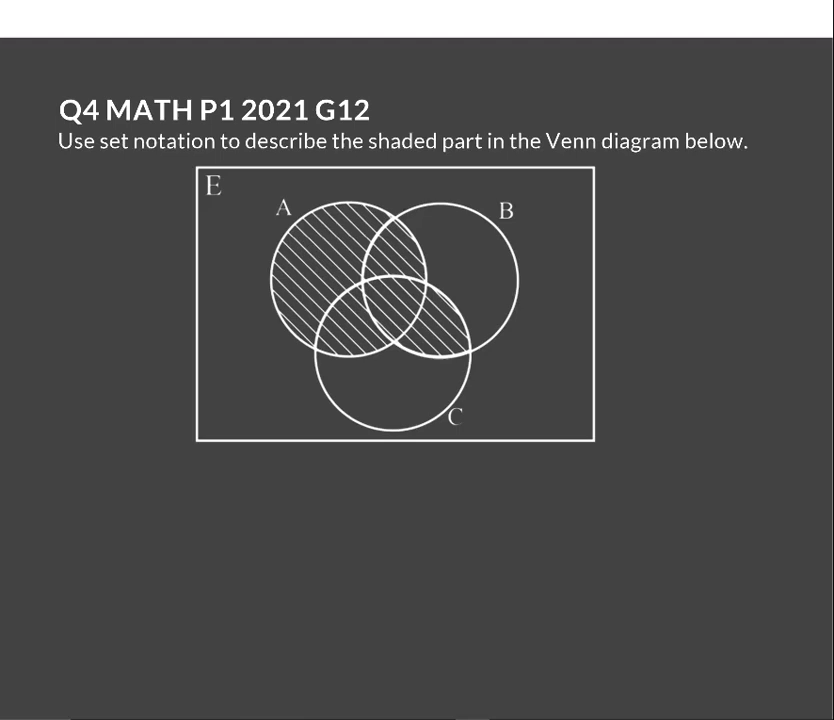 Q4 MATH P1 2021 G12
Use set notation to describe the shaded part in the Venn diagram below.
E
A
B
C